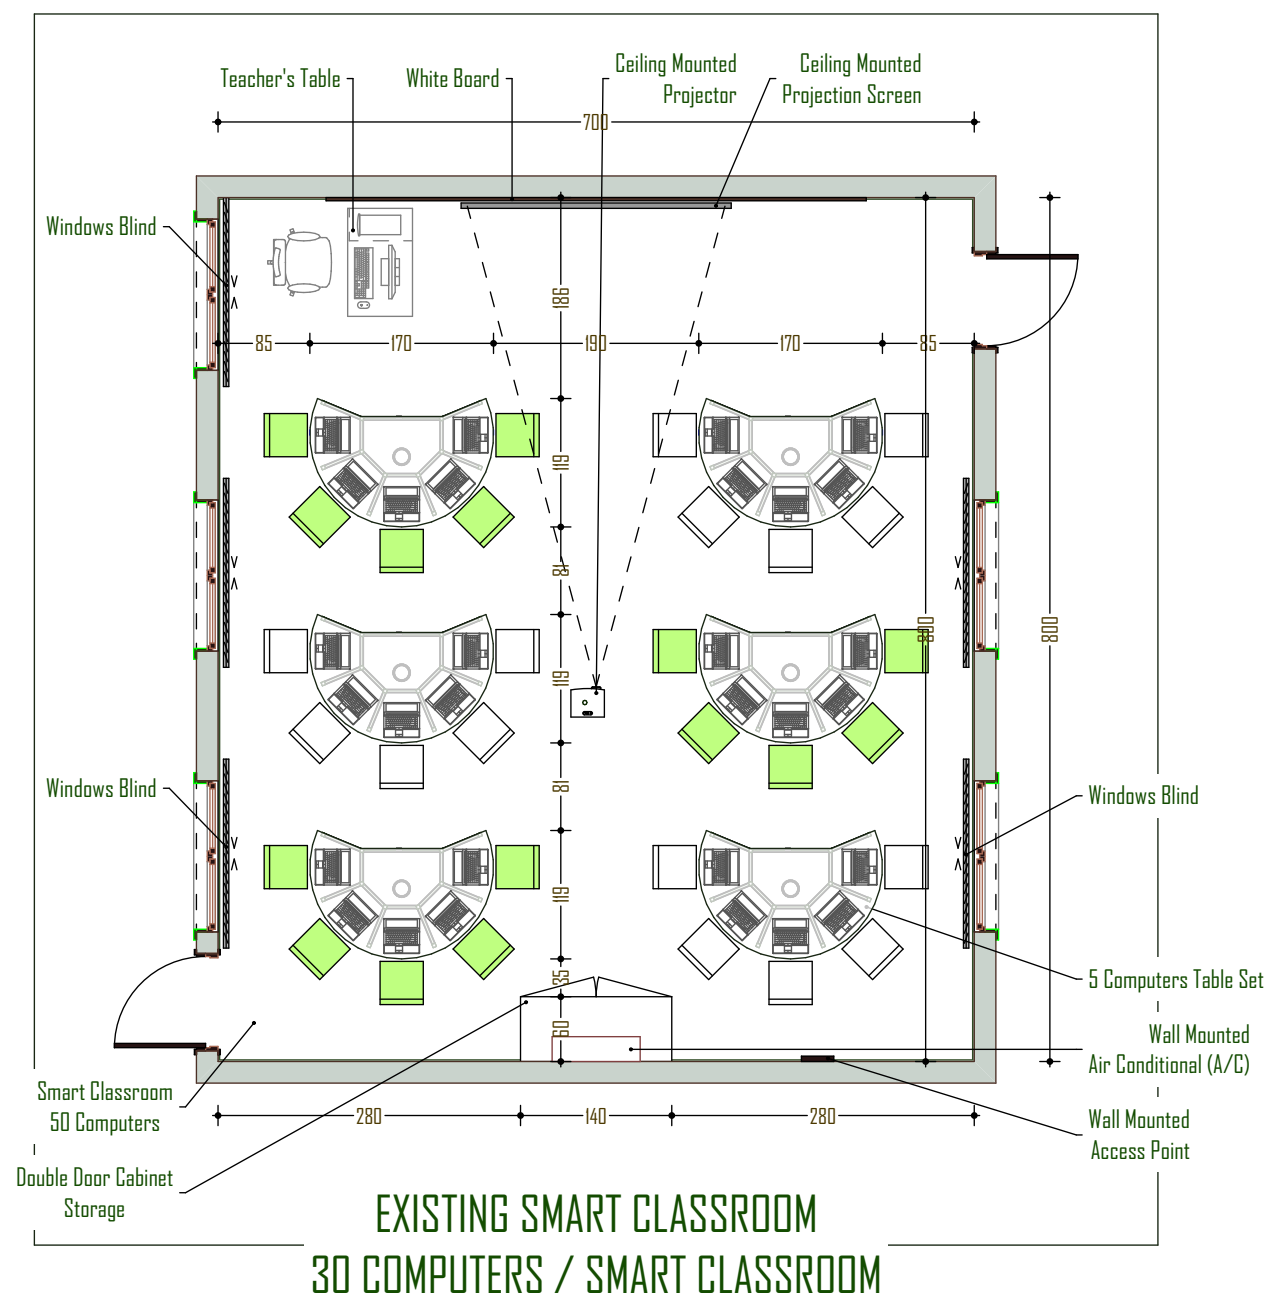 Teacher's Table
White Board
Ceiling Mounted
Projector
Ceiling Mounted
Projection Screen
700
Windows Blind
186
85
170
190
170
85
119
81
800
800
119
Windows Blind
81
Windows Blind
119
35
5 Computers Table Set
60
Wall Mounted
Air Conditional (A/C)
Smart Classroom
50 Computers
280
140
280
Wall Mounted
Access Point
Double Door Cabinet
Storage
EXISTING SMART CLASSROOM
30 COMPUTERS / SMART CLASSROOM